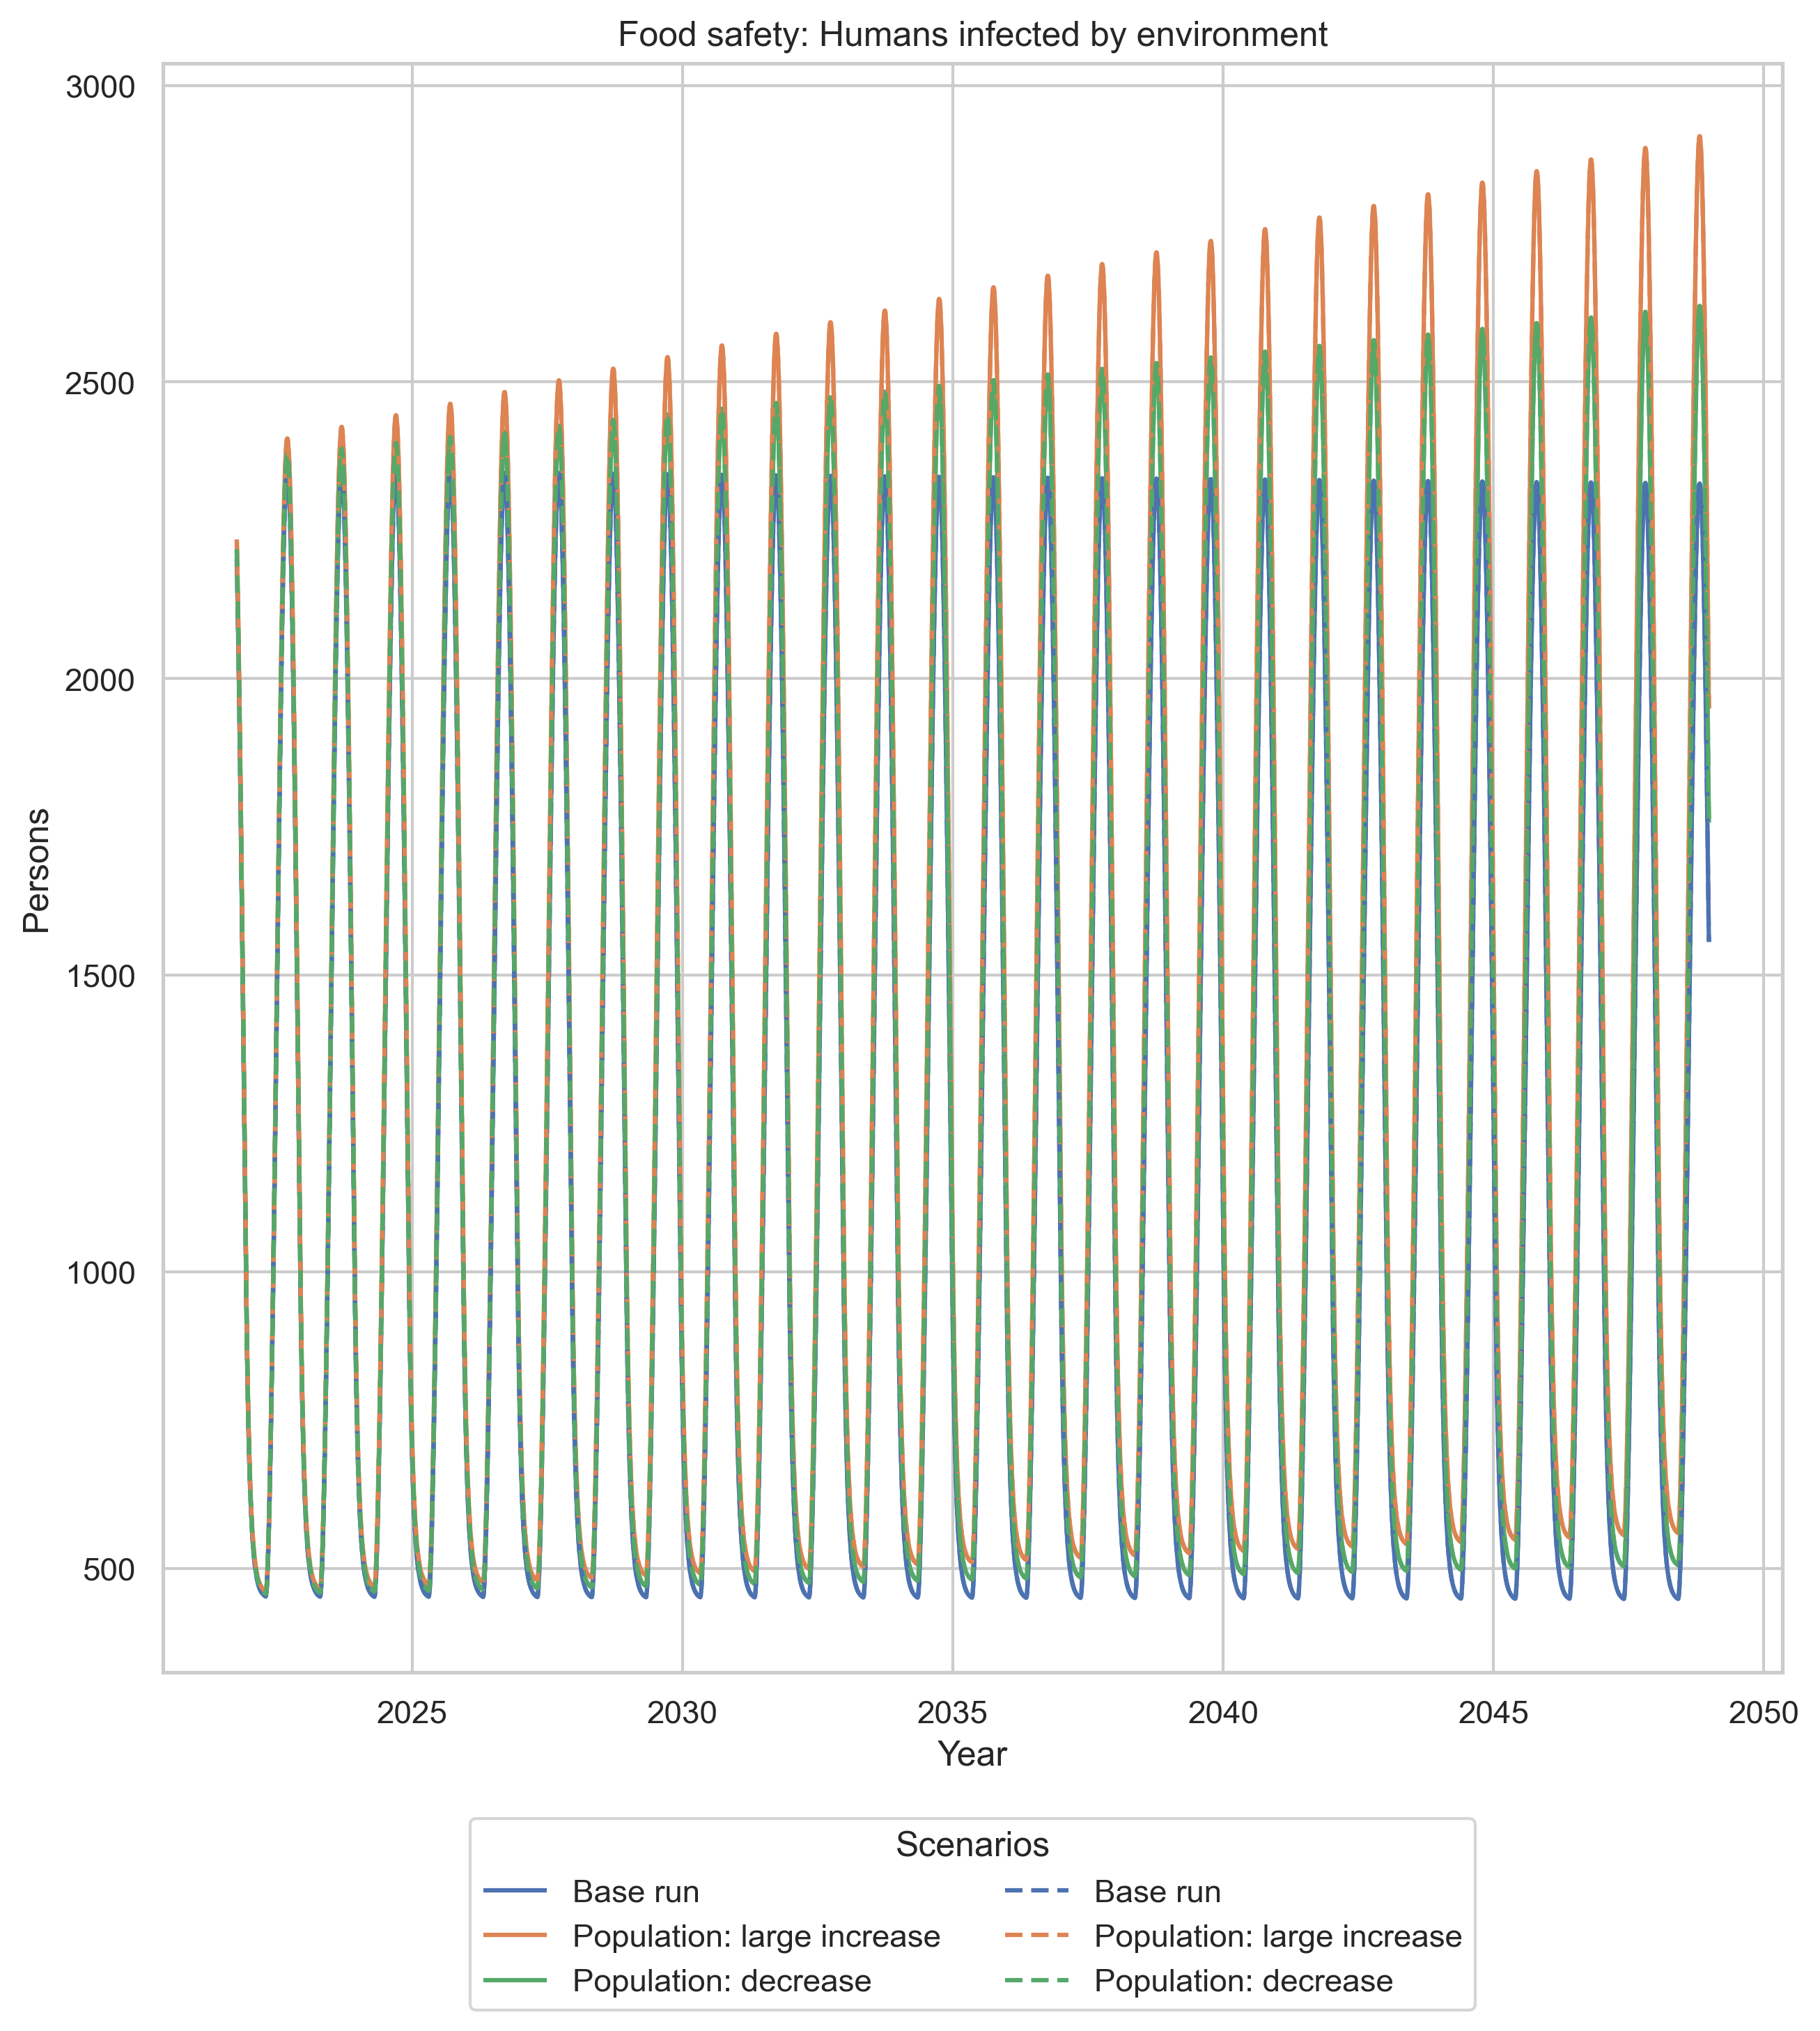 Food safety: Humans infected by environment
3000
2500
2000
1500
1000
500
Persons
2025 2030 2035 2040 2045 2050
Year
Scenarios
Base run Base run
Population: large increase Population: large increase
Population: decrease Population: decrease